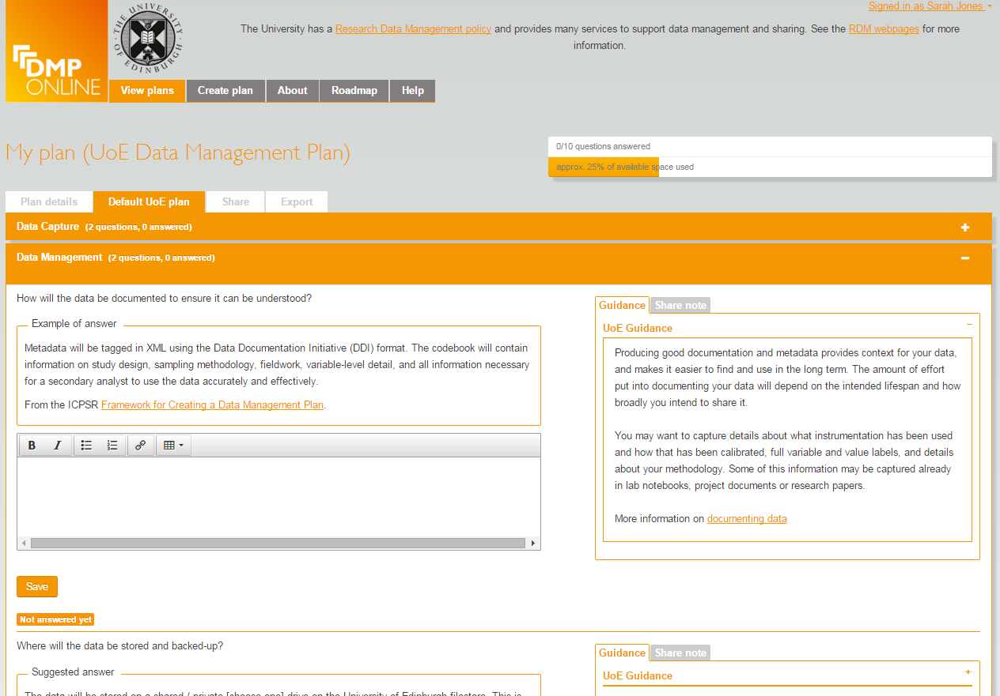 Signed in as Sarah Jones
THE UNIVERSITY OF EDINBURGH
The University has a Research Data Management policy and provides many services to support data management and sharing. See the RDM webpages for more
information.
DMP
ONLINE
View plans
Create plan
About
Roadmap
Help
My plan (UoE Data Management Plan)
0/10 questions answered
approx. 25% of available space used
Plan details
Default UoE plan
Share
Export
Data Capture (2 questions, 0 answered)
Data Management (2 questions, 0 answered)
How will the data be documented to ensure it can be understood?
Example of answer
Metadata will be tagged in XML using the Data Documentation Initiative (DDI) format. The codebook will contain
information on study design, sampling methodology, fieldwork, variable-level detail, and all information necessary
for a secondary analyst to use the data accurately and effectively.
From the ICPSR Framework for Creating a Data Management Plan.
B I
Save
Not answered yet
Guidance
Share note
UoE Guidance
Producing good documentation and metadata provides context for your data,
and makes it easier to find and use in the long term. The amount of effort
put into documenting your data will depend on the intended lifespan and how
broadly you intend to share it.
You may want to capture details about what instrumentation has been used
and how that has been calibrated, full variable and value labels, and details
about your methodology. Some of this information may be captured already
in lab notebooks, project documents or research papers.
More information on documenting data
Where will the data be stored and backed-up?
Suggested answer
The data will be stored on a shared / private [choose one] drive on the University of Edinburgh filestore. This is
Guidance
Share note
UoE Guidance